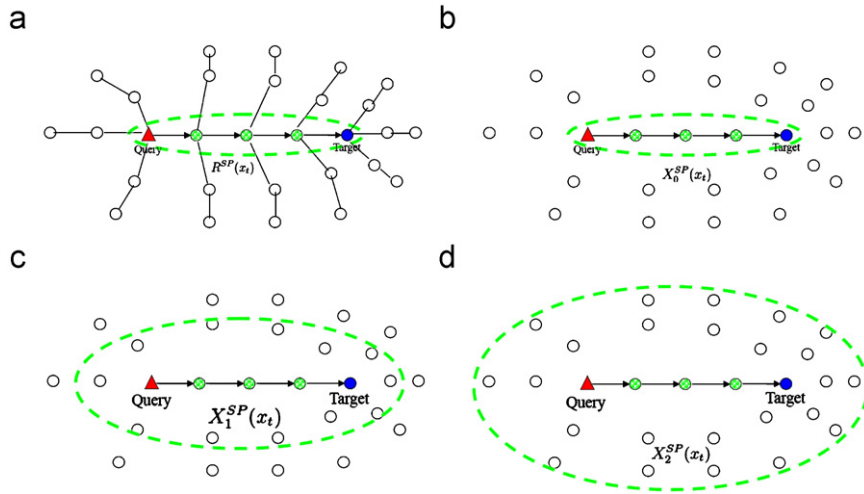 a
Query
Target
R^{SP}(x_t)
b
Query
Target
X_0^{SP}(x_t)
c
Query
Target
X_1^{SP}(x_t)
d
Query
Target
X_2^{SP}(x_t)